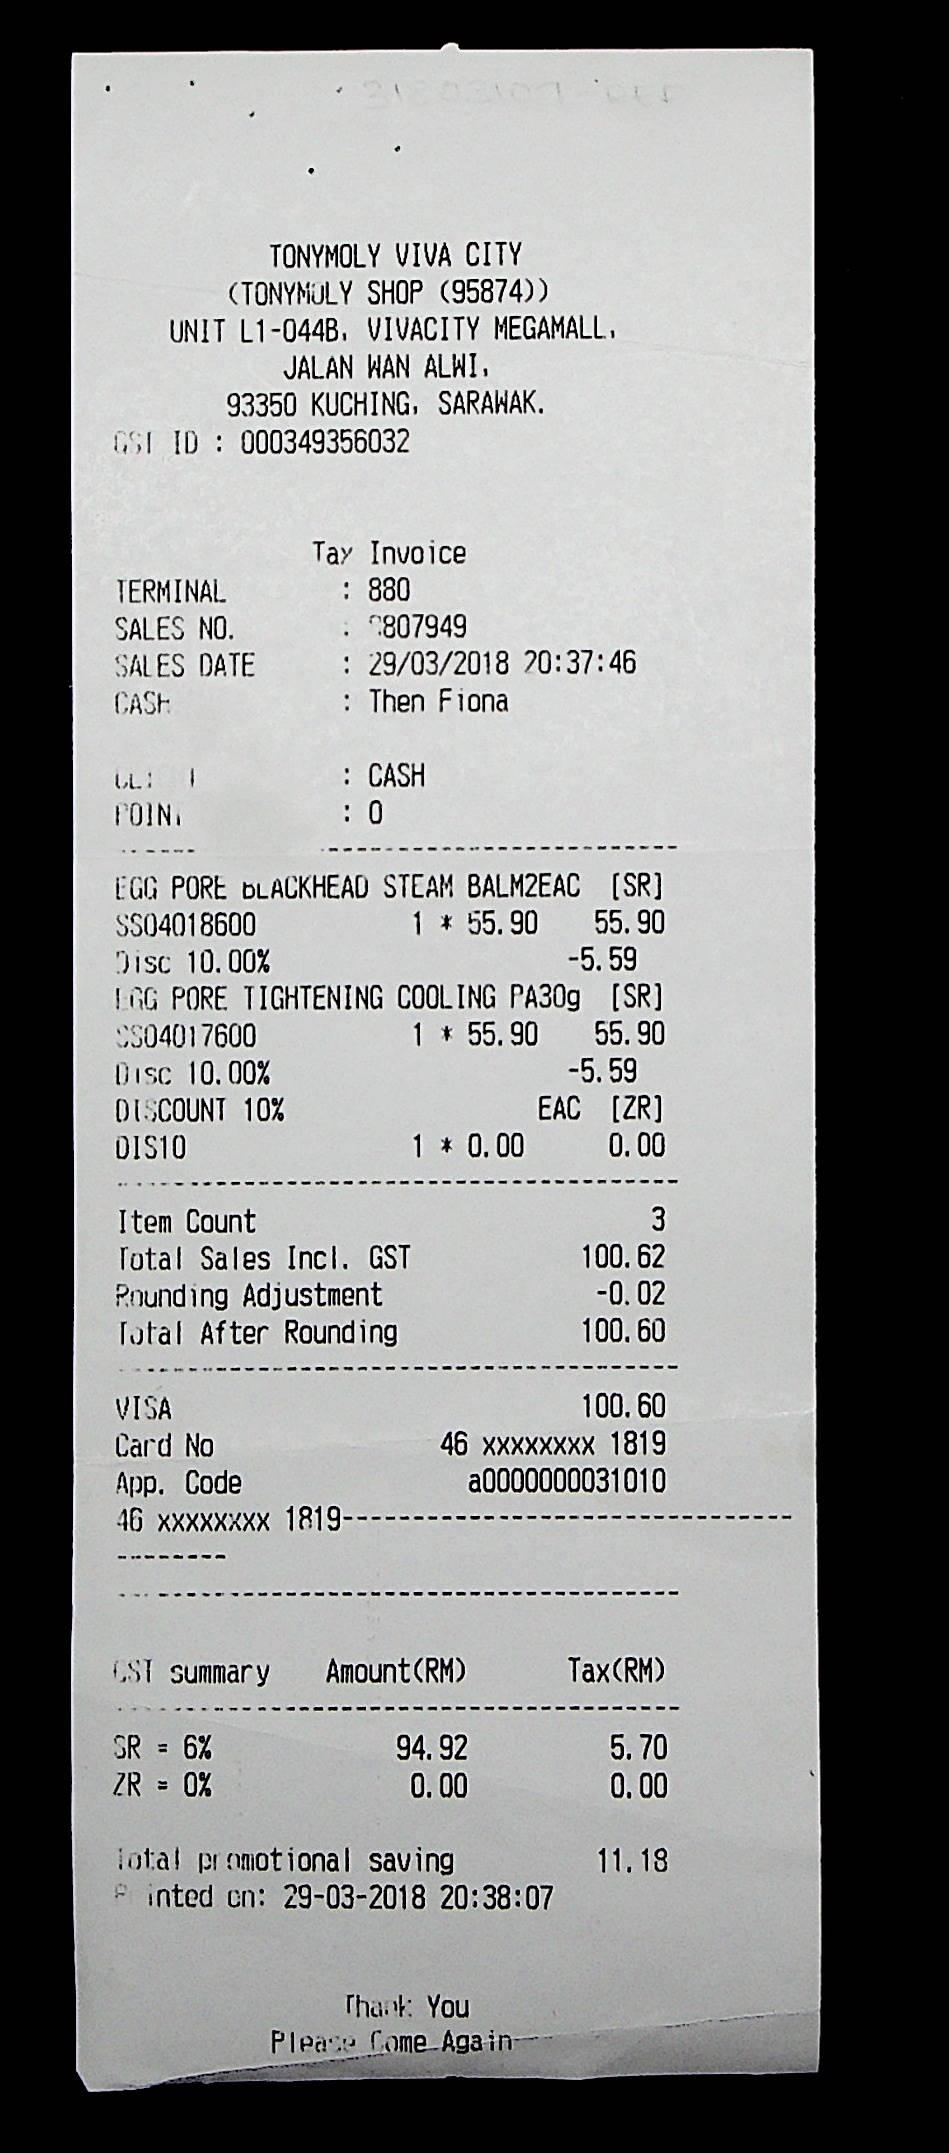 TONYMOLY VIVA CITY
(TONYMOLY SHOP (95874))
UNIT L1-044B, VIVACITY MEGAMALL,
JALAN WAN ALWI,
93350 KUCHING, SARAWAK.
GST ID : 000349356032
Tax Invoice
TERMINAL : 880
SALES NO. :
SALES DATE : 29/03/2018 20:37:46
CASH : Then Fiona
: CASH
POINT : 0
EGG PORE BLACKHEAD STEAM BALM2EAC [SR]
SS04018600 1 * 55.90 55.90
Disc 10.00% -5.59
EGG PORE TIGHTENING COOLING PA30g [SR]
SS04017600 1 * 55.90 55.90
Disc 10.00% -5.59
DISCOUNT 10% EAC [ZR]
DIS10 1 * 0.00 0.00
Item Count 3
Total Sales Incl. GST 100.62
Rounding Adjustment -0.02
Total After Rounding 100.60
VISA 100.60
Card No 46 xxxxxxxx 1819
App. Code a0000000031010
46 xxxxxxxx 1819---------------------------------
GST summary Amount(RM) Tax(RM)
SR = 6% 94.92 5.70
ZR = 0% 0.00 0.00
Total promotional saving 11.18
Printed on: 29-03-2018 20:38:07
Thank You
Please Come Again